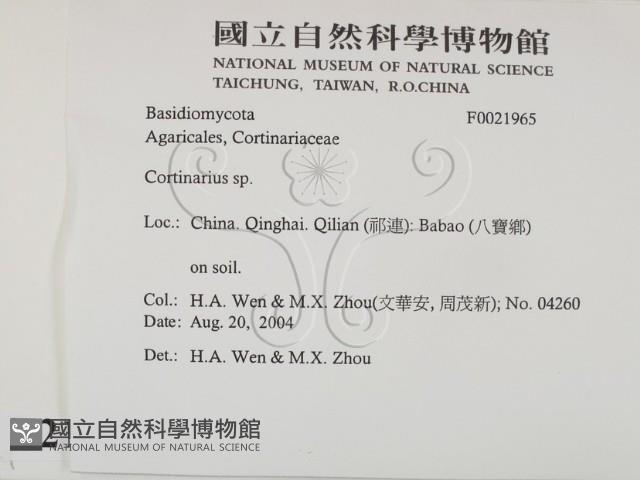 國立自然科學博物館
NATIONAL MUSEUM OF NATURAL SCIENCE
TAICHUNG, TAIWAN, R.O.CHINA
Basidiomycota F0021965
Agaricales, Cortinariaceae
Cortinarius sp.
Loc.: China. Qinghai. Qilian (祁連): Babao (八寶鄉)
on soil.
Col.: H.A. Wen & M.X. Zhou(文華安, 周茂新); No. 04260
Date: Aug. 20, 2004
Det.: H.A. Wen & M.X. Zhou
2
國立自然科學博物館
NATIONAL MUSEUM OF NATURAL SCIENCE